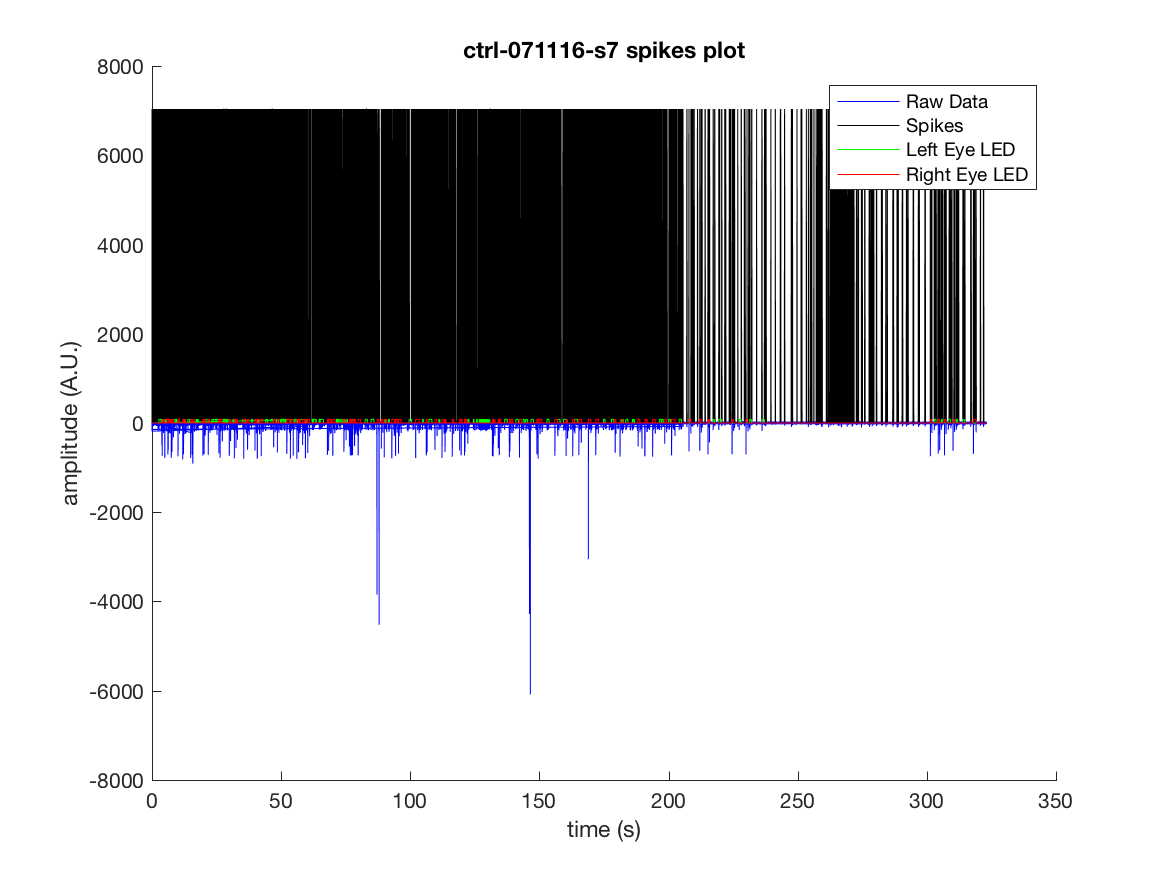 ctrl-071116-s7 spikes plot
8000
6000
4000
2000
0
-2000
-4000
-6000
-8000
amplitude (A.U.)
Raw Data
Spikes
Left Eye LED
Right Eye LED
0 50 100 150 200 250 300 350
time (s)